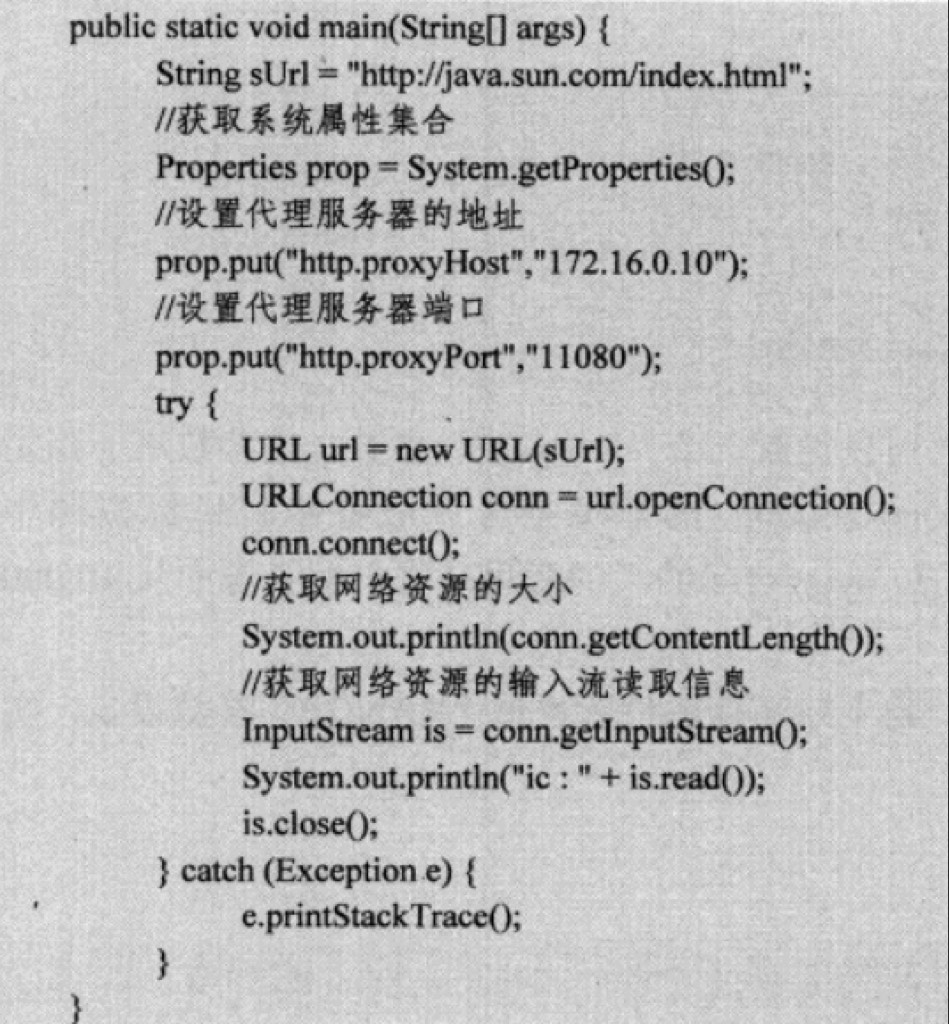 public static void main(String[] args) {
String sUrl = "http://java.sun.com/index.html";
//获取系统属性集合
Properties prop = System.getProperties();
//设置代理服务器的地址
prop.put("http.proxyHost","172.16.0.10");
//设置代理服务器端口
prop.put("http.proxyPort","11080");
try {
URL url = new URL(sUrl);
URLConnection conn = url.openConnection();
conn.connect();
//获取网络资源的大小
System.out.println(conn.getContentLength());
//获取网络资源的输入流读取信息
InputStream is = conn.getInputStream();
System.out.println("ic : " + is.read());
is.close();
} catch (Exception e) {
e.printStackTrace();
}
}